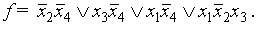 f = x̅₂x̅₄ ∨ x₃x̅₄ ∨ x₁x̅₄ ∨ x₁x̅₂x₃ .